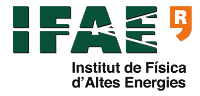 IFAE R
Institut de Física
d'Altes Energies